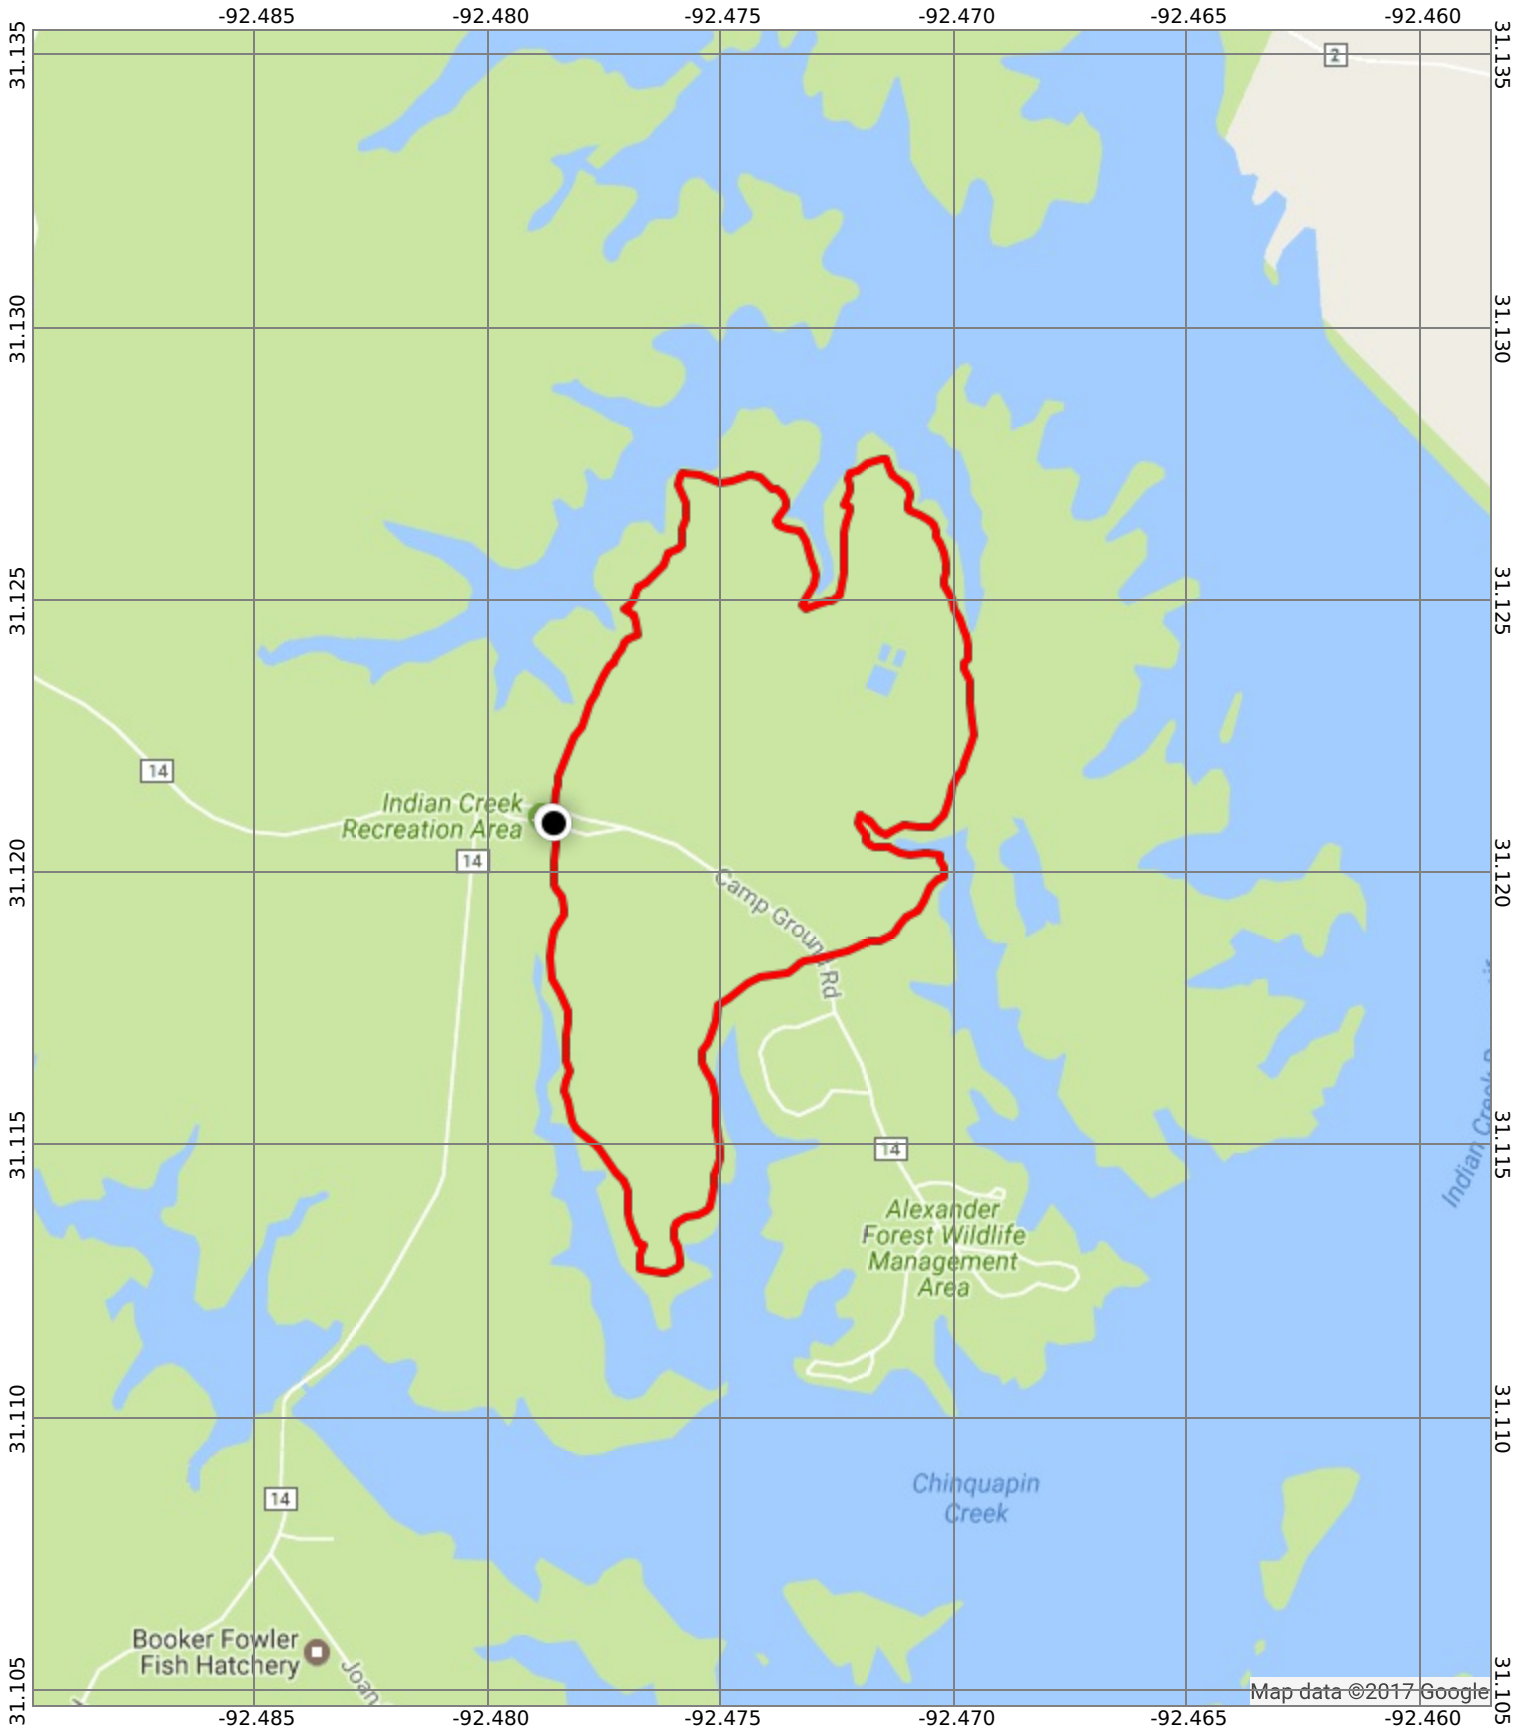 -92.485 -92.480 -92.475 -92.470 -92.465 -92.460
31.135
31.135
2
31.130
31.130
31.125
31.125
14
Indian Creek
Recreation Area
14
31.120
31.120
Camp Ground Rd
31.115
14
31.115
Indian Creek
Alexander
Forest Wildlife
Management
Area
31.110
31.110
Chinquapin
Creek
14
Booker Fowler
Fish Hatchery
Joan
31.105
31.105
Map data ©2017 Google
-92.485 -92.480 -92.475 -92.470 -92.465 -92.460